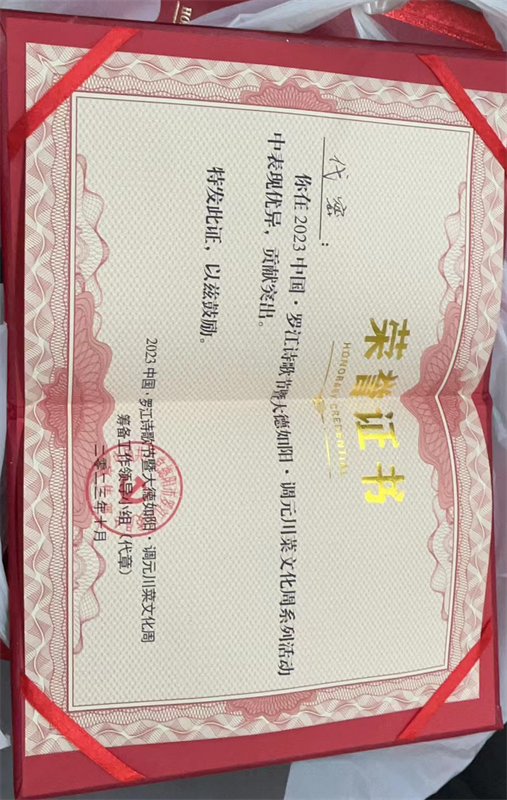 荣誉证书
HONORARY CREDENTIAL
代蜜：
你在2023中国·罗江诗歌节暨大德如阳·调元川菜文化周系列活动
中表现优异，贡献突出。
特发此证，以兹鼓励。
2023中国·罗江诗歌节暨大德如阳·调元川菜文化周
筹备工作领导小组（代章）
二零二三年十月